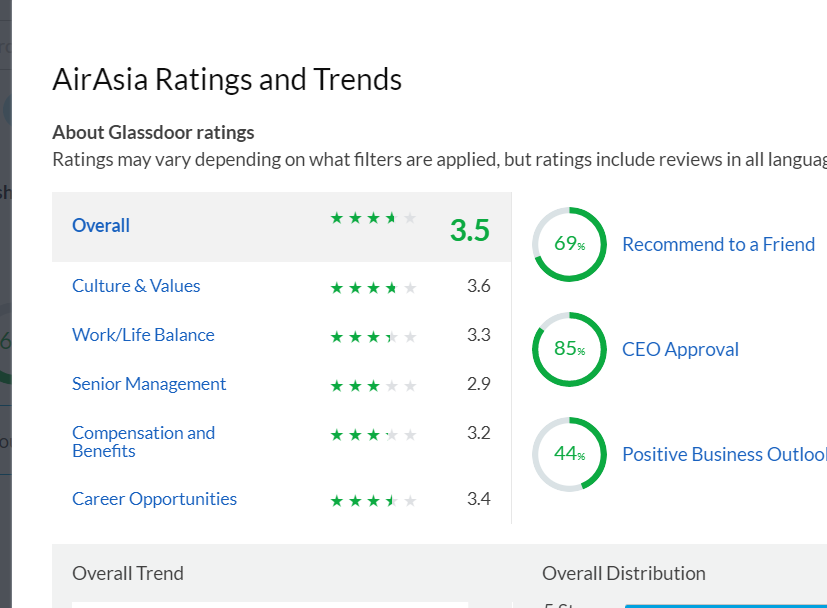 AirAsia Ratings and Trends
About Glassdoor ratings
Ratings may vary depending on what filters are applied, but ratings include reviews in all
Overall 3.5
Culture & Values 3.6
Work/Life Balance 3.3
Senior Management 2.9
Compensation and
Benefits 3.2
Career Opportunities 3.4
69% Recommend to a Friend
85% CEO Approval
44% Positive Business
Overall Trend
Overall Distribution